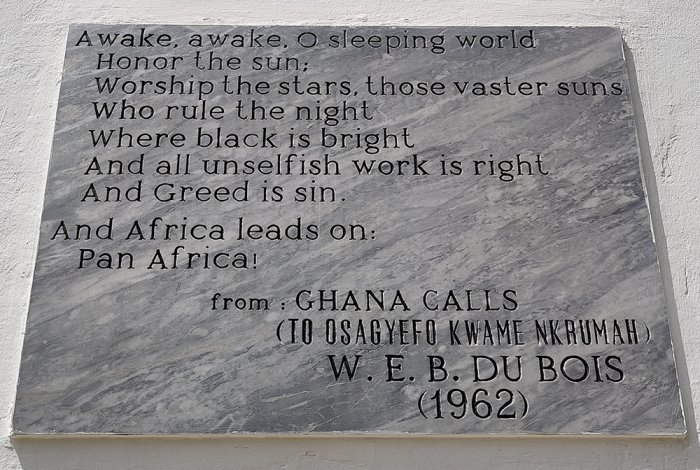 Awake, awake, O sleeping world
Honor the sun;
Worship the stars, those vaster suns
Who rule the night
Where black is bright
And all unselfish work is right
And Greed is sin.
And Africa leads on:
Pan Africa!
from : GHANA CALLS
(TO OSAGYEFO KWAME NKRUMAH)
W. E. B. DU BOIS
(1962)